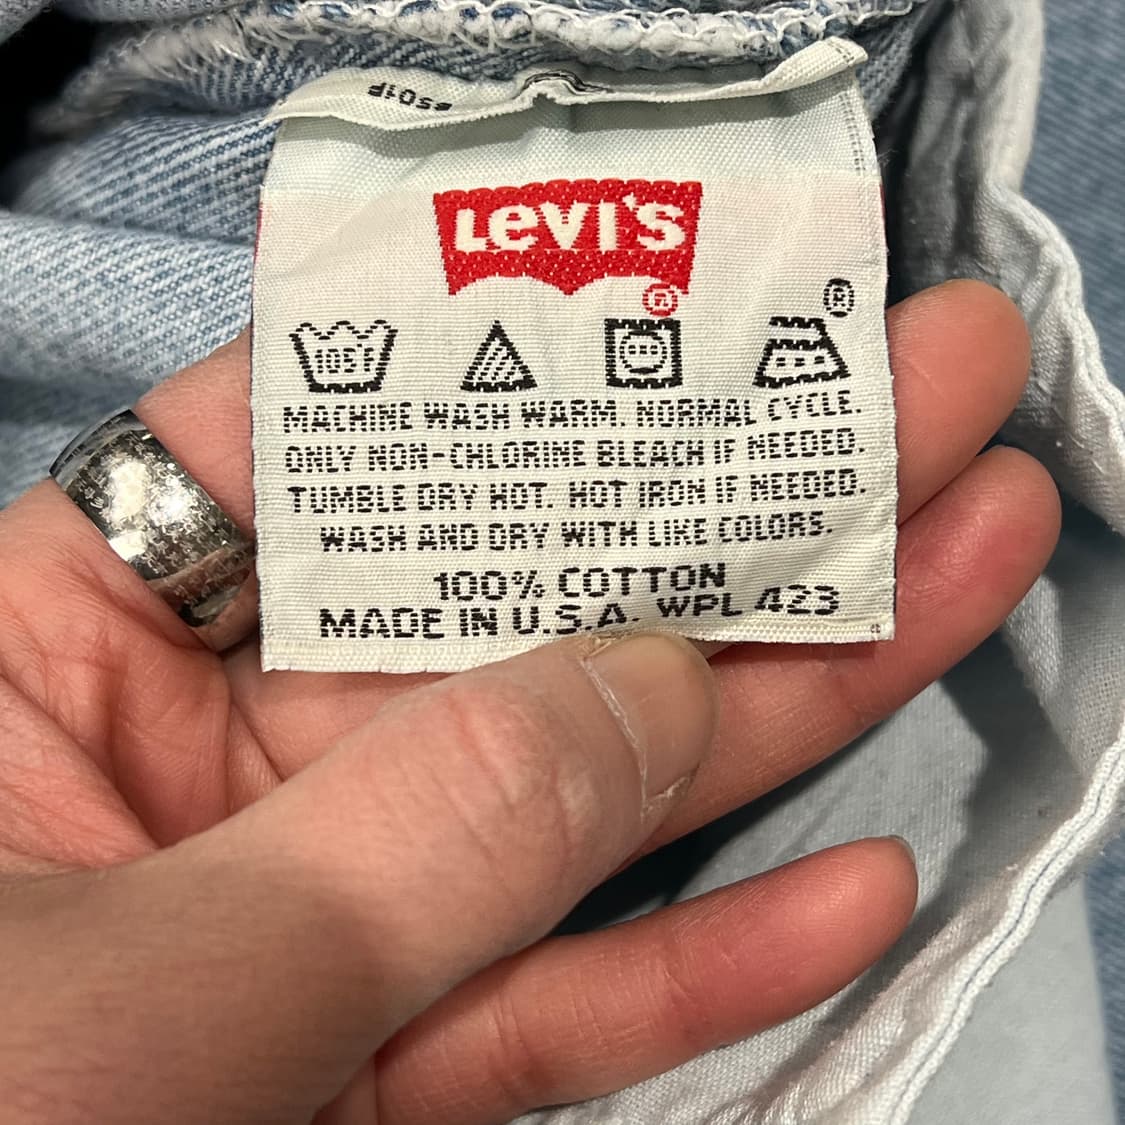 LEVI'S
®
®
105°F
MACHINE WASH WARM. NORMAL CYCLE.
ONLY NON-CHLORINE BLEACH IF NEEDED.
TUMBLE DRY HOT. HOT IRON IF NEEDED.
WASH AND DRY WITH LIKE COLORS.
100% COTTON
MADE IN U.S.A. WPL 423